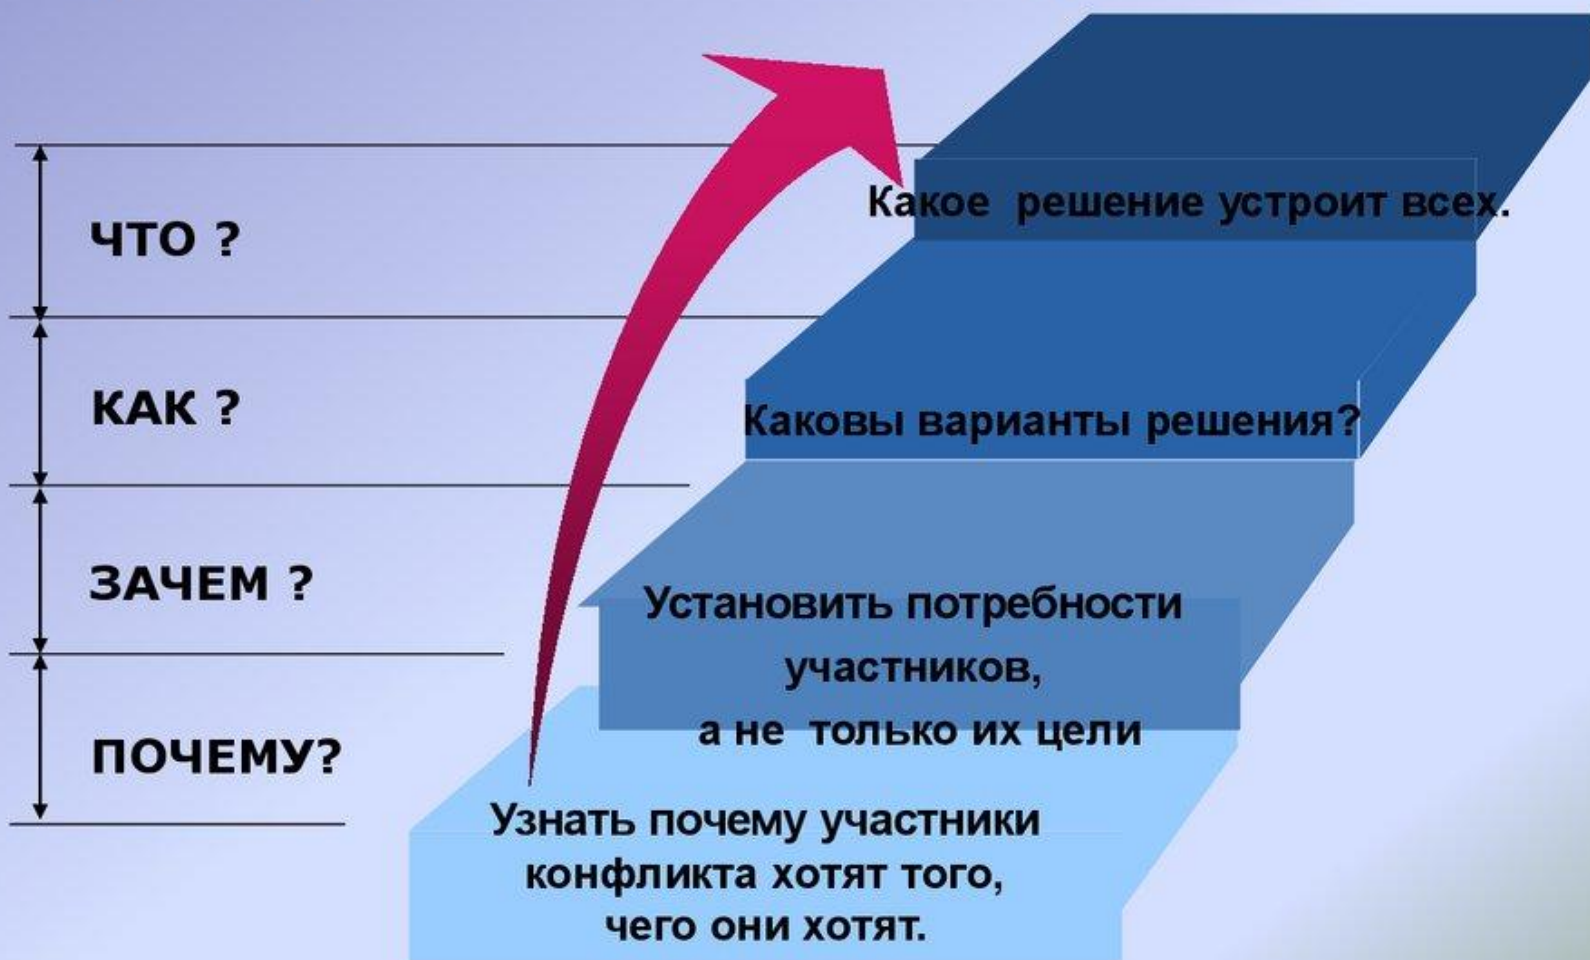 ЧТО ?
Какое решение устроит всех.
КАК ?
Каковы варианты решения?
ЗАЧЕМ ?
Установить потребности
участников,
а не только их цели
ПОЧЕМУ?
Узнать почему участники
конфликта хотят того,
чего они хотят.